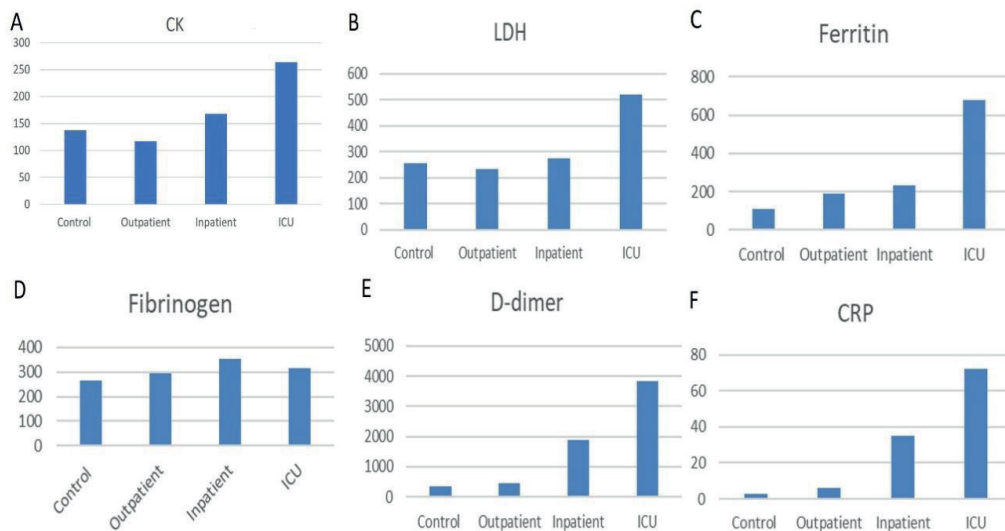 A
CK
300
250
200
150
100
50
0
Control Outpatient Inpatient ICU
B
LDH
600
500
400
300
200
100
0
Control Outpatient Inpatient ICU
C
Ferritin
800
600
400
200
0
Control Outpatient Inpatient ICU
D
Fibrinogen
400
300
200
100
0
Control Outpatient Inpatient ICU
E
D-dimer
5000
4000
3000
2000
1000
0
Control Outpatient Inpatient ICU
F
CRP
80
60
40
20
0
Control Outpatient Inpatient ICU